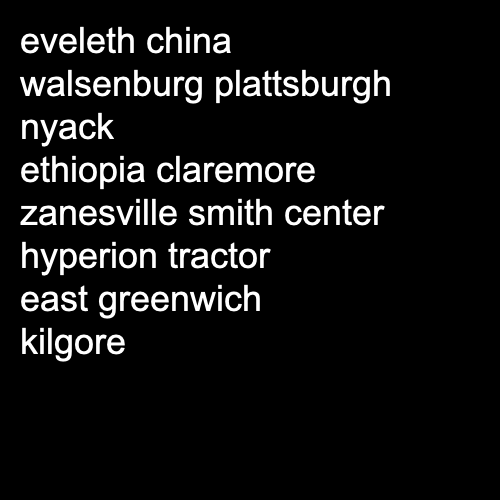 eveleth china
walsenburg plattsburgh
nyack
ethiopia claremore
zanesville smith center
hyperion tractor
east greenwich
kilgore